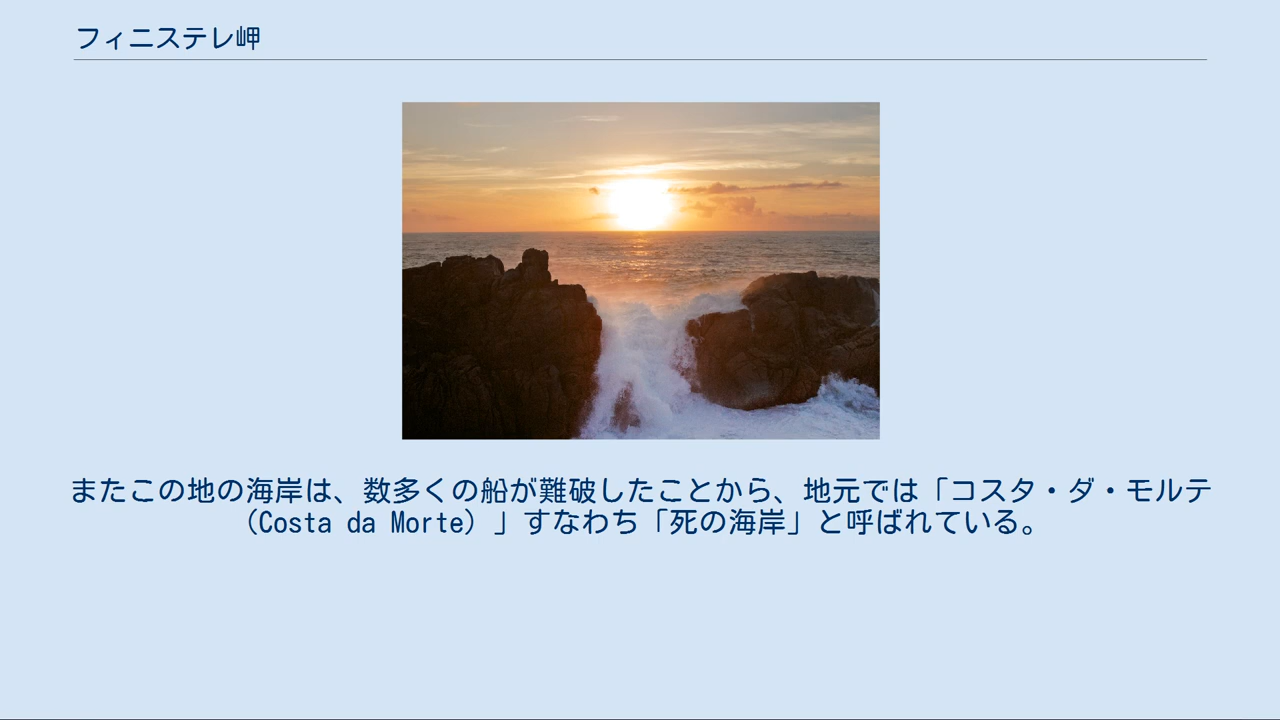 フィニステレ岬
またこの地の海岸は、数多くの船が難破したことから、地元では「コスタ・ダ・モルテ
（Costa da Morte）」すなわち「死の海岸」と呼ばれている。